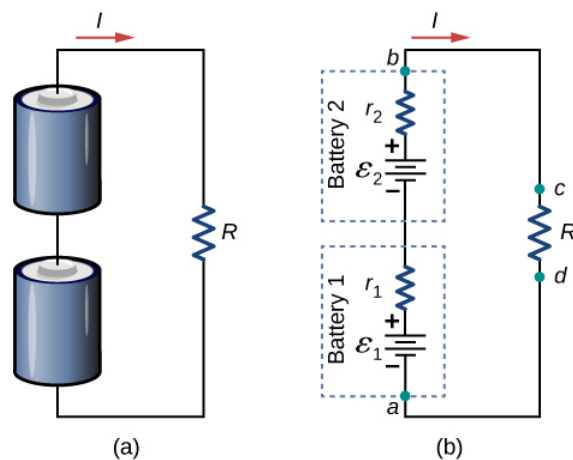 I
R
(a)
I
b
Battery 2
r₂
+
ε₂
−
c
R
d
Battery 1
r₁
+
ε₁
−
a
(b)